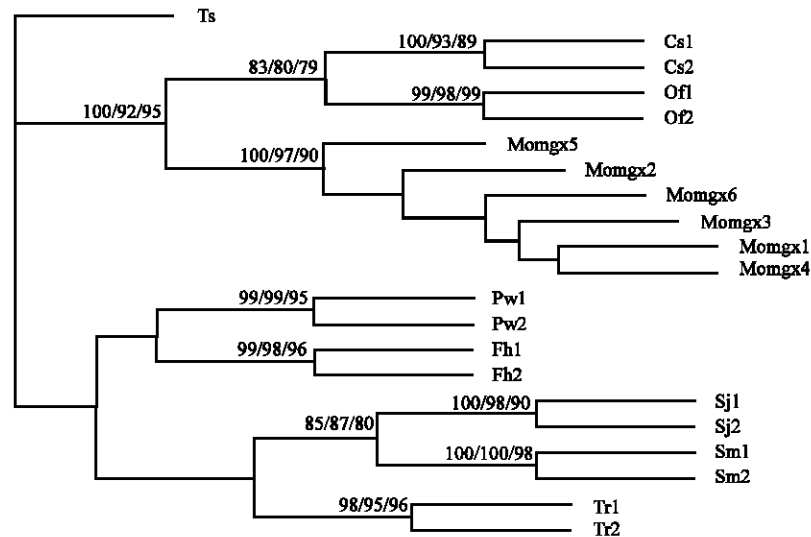 Ts
100/93/89 Cs1
83/80/79 Cs2
99/98/99 Of1
100/92/95 Of2
Momgx5
100/97/90 Momgx2
Momgx6
Momgx3
Momgx1
Momgx4
99/99/95 Pw1
Pw2
99/98/96 Fh1
Fh2
100/98/90 Sj1
85/87/80 Sj2
100/100/98 Sm1
Sm2
98/95/96 Tr1
Tr2